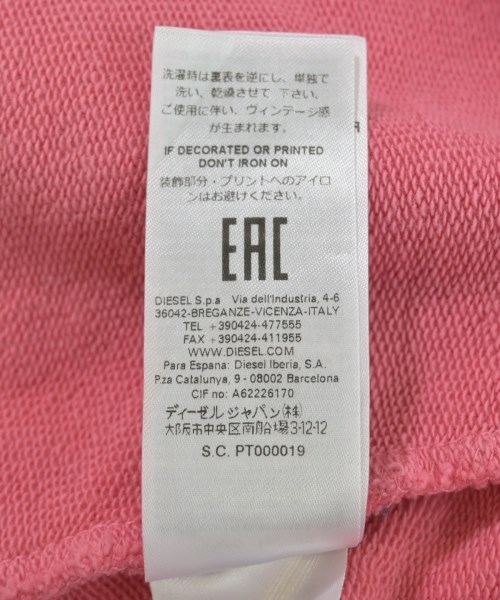 洗濯時は裏表を逆にし、単独で
洗い、乾燥させて 下さい。
ご使用に伴い、ヴィンテージ感
が生まれます。
IF DECORATED OR PRINTED
DON'T IRON ON
装飾部分・プリントへのアイロ
ンはお避けください。
EAC
DIESEL S.p.a Via dell'Industria, 4-6
36042-BREGANZE-VICENZA-ITALY
TEL +390424-477555
FAX +390424-411955
WWW.DIESEL.COM
Para Espana: Diesel Iberia, S.A.
P.za Catalunya, 9 - 08002 Barcelona
CIF no: A62226170
ディーゼル ジャパン(株)
大阪市中央区南船場3-12-12
S.C. PT000019